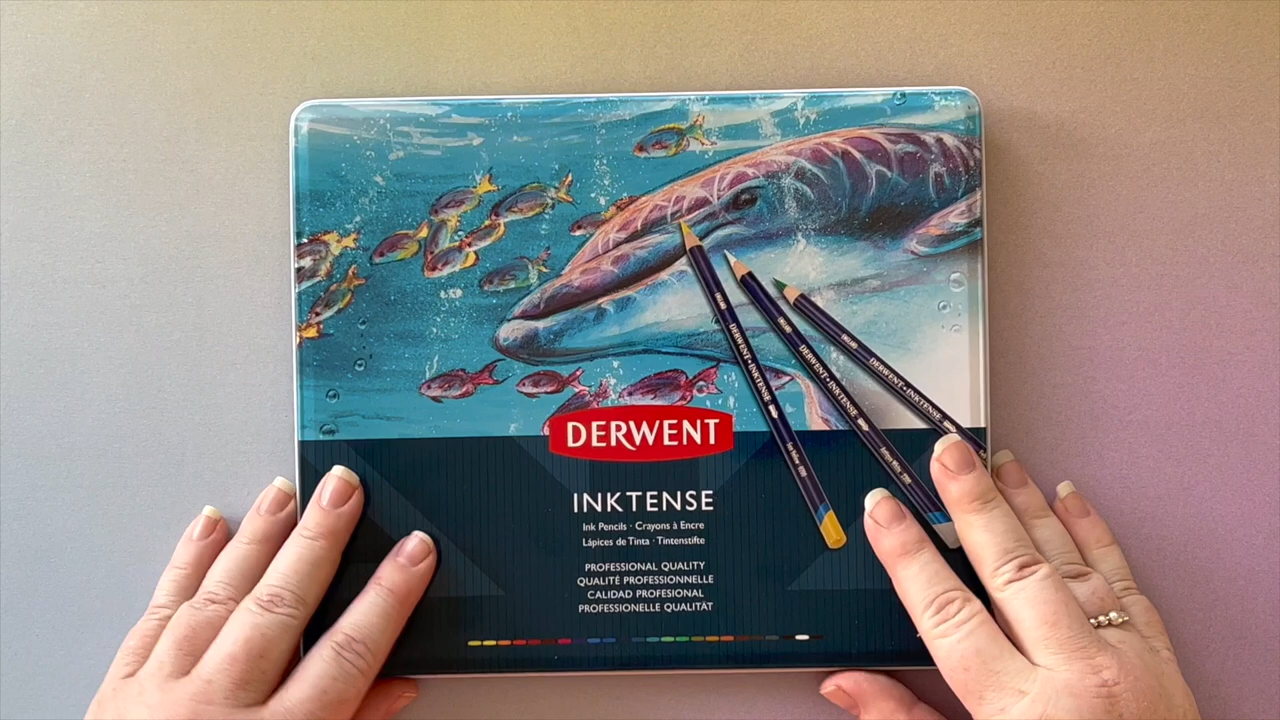 DERWENT
INKTENSE
Ink Pencils · Crayons à Encre
Lápices de Tinta · Tintenstifte
PROFESSIONAL QUALITY
QUALITÉ PROFESSIONNELLE
CALIDAD PROFESIONAL
PROFESSIONELLE QUALITÄT
DERWENT • INKTENSE
DERWENT • INKTENSE
DERWENT • INKTENSE